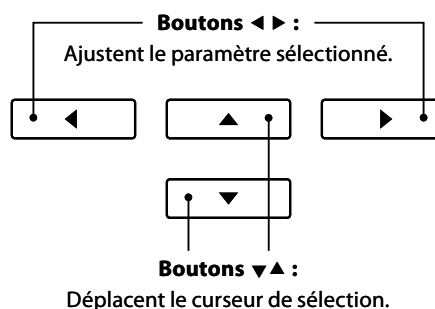 Boutons ◀ ▶ :
Ajustent le paramètre sélectionné.
Boutons ▼▲ :
Déplacent le curseur de sélection.